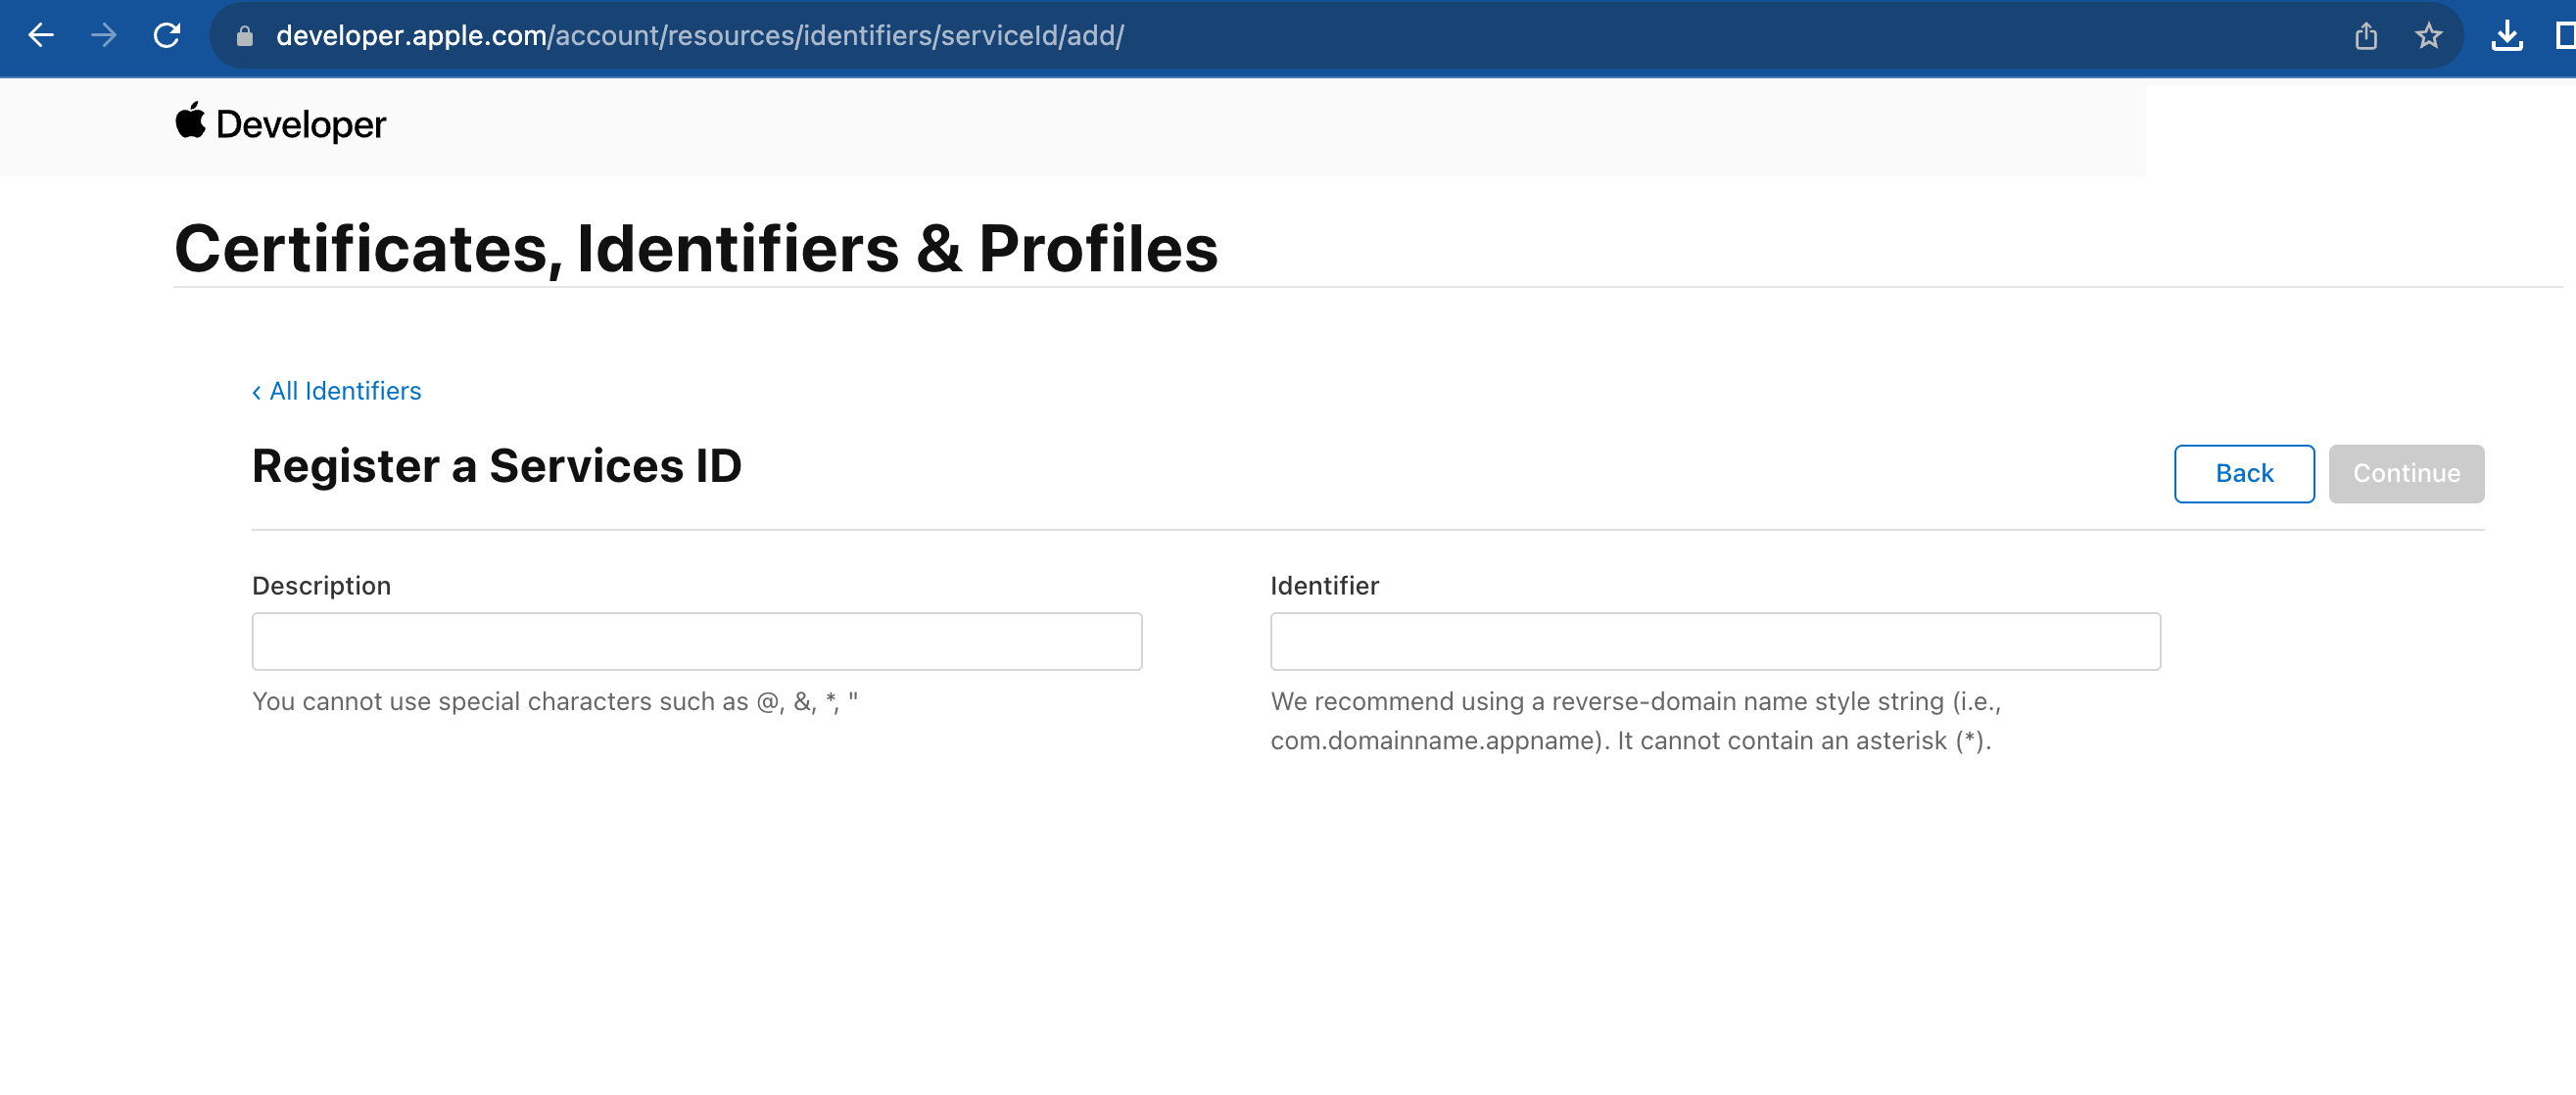 developer.apple.com/account/resources/identifiers/serviceId/add/
Developer
Certificates, Identifiers & Profiles
‹ All Identifiers
Register a Services ID
Back
Continue
Description
Identifier
You cannot use special characters such as @, &, *, "
We recommend using a reverse-domain name style string (i.e.,
com.domainname.appname). It cannot contain an asterisk (*).